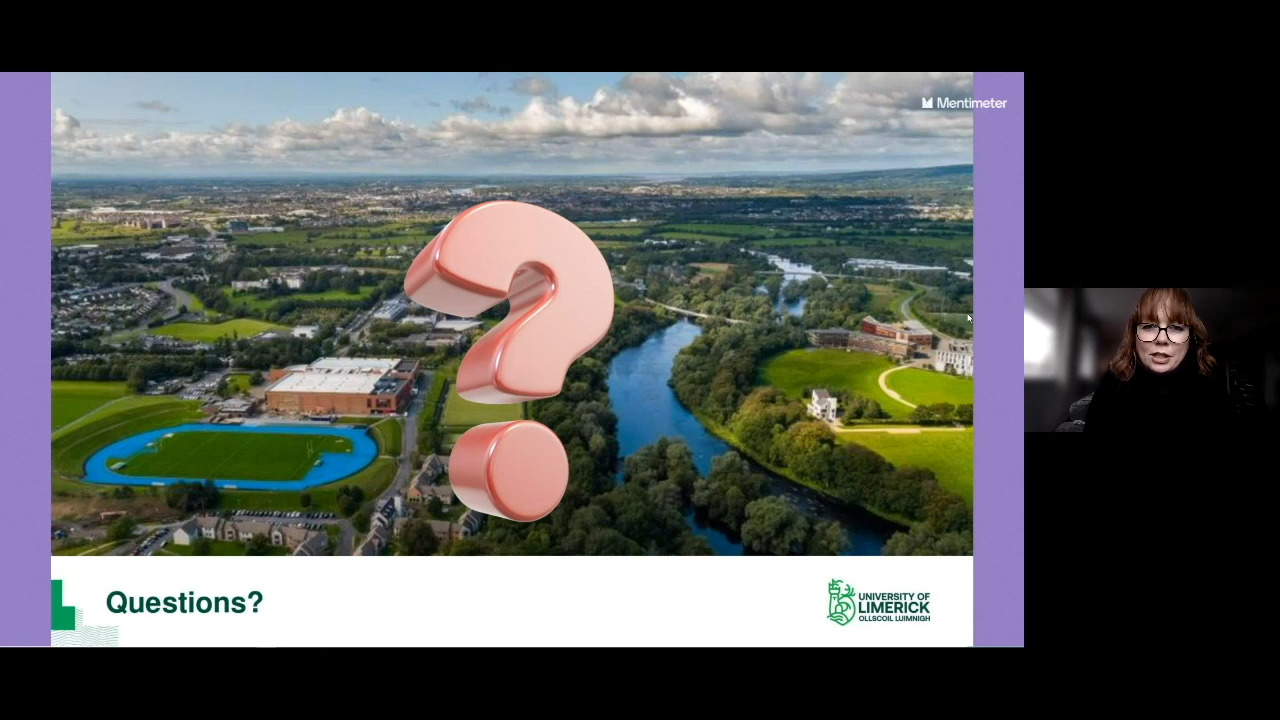 Mentimeter
Questions?
UNIVERSITY OF
LIMERICK
OLLSCOIL LUIMNIGH